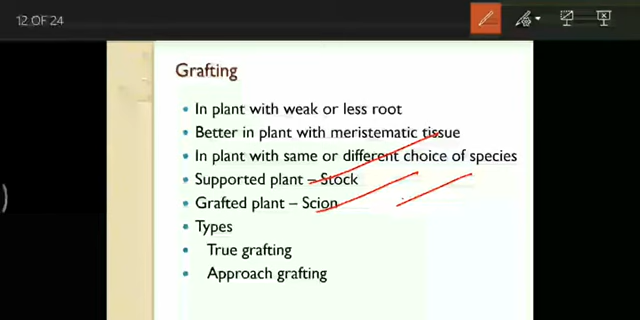 12 OF 24
Grafting
• In plant with weak or less root
• Better in plant with meristematic tissue
• In plant with same or different choice of species
• Supported plant – Stock
• Grafted plant – Scion
• Types
• True grafting
• Approach grafting